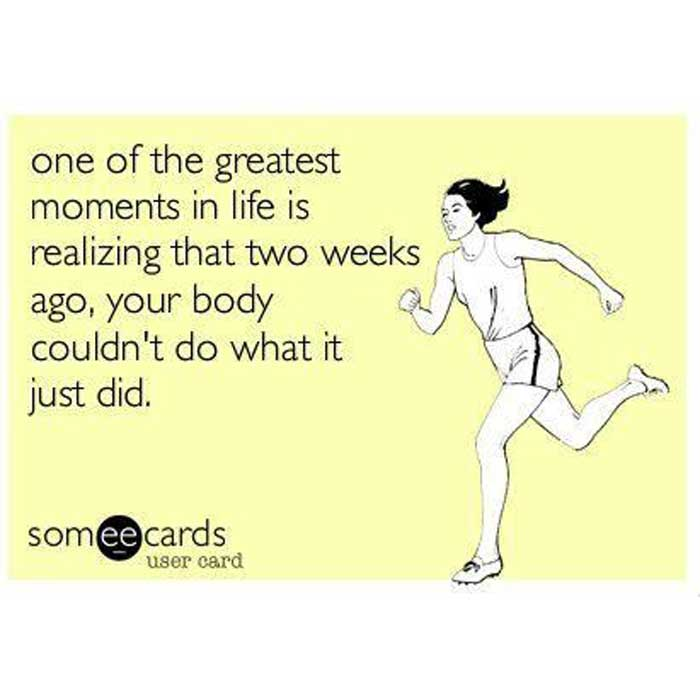 one of the greatest
moments in life is
realizing that two weeks
ago, your body
couldn't do what it
just did.
someecards
user card